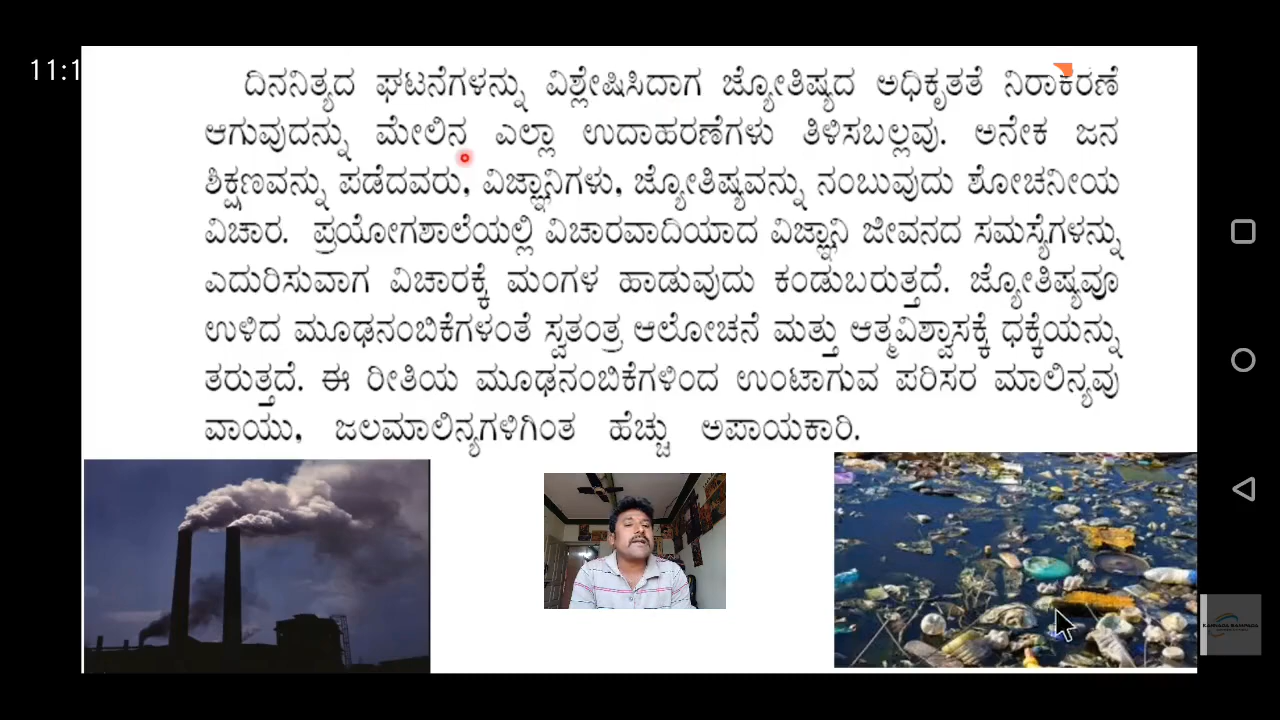 11:1
ದಿನನಿತ್ಯದ ಘಟನೆಗಳನ್ನು ವಿಶ್ಲೇಷಿಸಿದಾಗ ಜ್ಯೋತಿಷ್ಯದ ಅಧಿಕೃತತೆ ನಿರಾಕರಣೆ
ಆಗುವುದನ್ನು ಮೇಲಿನ ಎಲ್ಲಾ ಉದಾಹರಣೆಗಳು ತಿಳಿಸಬಲ್ಲವು. ಅನೇಕ ಜನ
ಶಿಕ್ಷಣವನ್ನು ಪಡೆದವರು, ವಿಜ್ಞಾನಿಗಳು, ಜ್ಯೋತಿಷ್ಯವನ್ನು ನಂಬುವುದು ಶೋಚನೀಯ
ವಿಚಾರ. ಪ್ರಯೋಗಶಾಲೆಯಲ್ಲಿ ವಿಚಾರವಾದಿಯಾದ ವಿಜ್ಞಾನಿ ಜೀವನದ ಸಮಸ್ಯೆಗಳನ್ನು
ಎದುರಿಸುವಾಗ ವಿಚಾರಕ್ಕೆ ಮಂಗಳ ಹಾಡುವುದು ಕಂಡುಬರುತ್ತದೆ. ಜ್ಯೋತಿಷ್ಯವೂ
ಉಳಿದ ಮೂಢನಂಬಿಕೆಗಳಂತೆ ಸ್ವತಂತ್ರ ಆಲೋಚನೆ ಮತ್ತು ಆತ್ಮವಿಶ್ವಾಸಕ್ಕೆ ಧಕ್ಕೆಯನ್ನು
ತರುತ್ತದೆ. ಈ ರೀತಿಯ ಮೂಢನಂಬಿಕೆಗಳಿಂದ ಉಂಟಾಗುವ ಪರಿಸರ ಮಾಲಿನ್ಯವು
ವಾಯು, ಜಲಮಾಲಿನ್ಯಗಳಿಗಿಂತ ಹೆಚ್ಚು ಅಪಾಯಕಾರಿ.
KANNADA SAMPADA